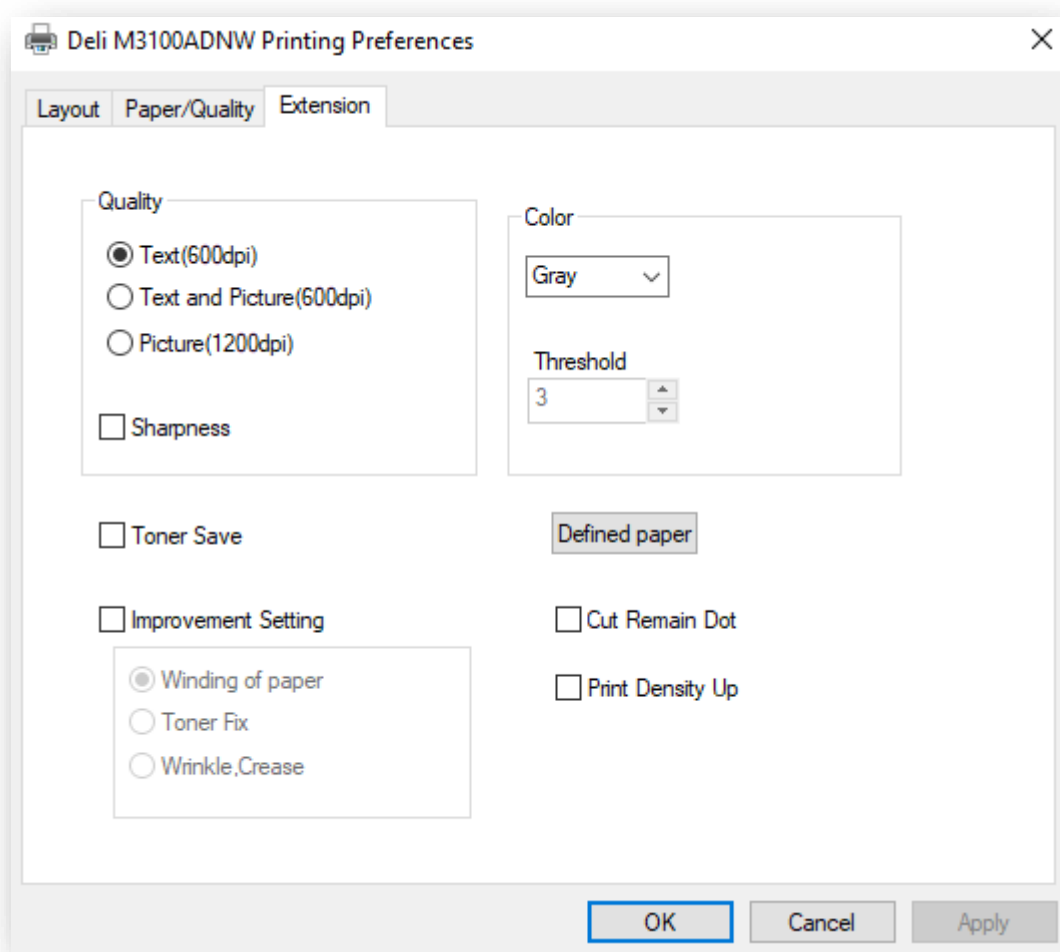 Deli M3100ADNW Printing Preferences
Layout
Paper/Quality
Extension
Quality
Text(600dpi)
Text and Picture(600dpi)
Picture(1200dpi)
Sharpness
Color
Gray
Threshold
3
Toner Save
Defined paper
Improvement Setting
Winding of paper
Toner Fix
Wrinkle,Crease
Cut Remain Dot
Print Density Up
OK
Cancel
Apply